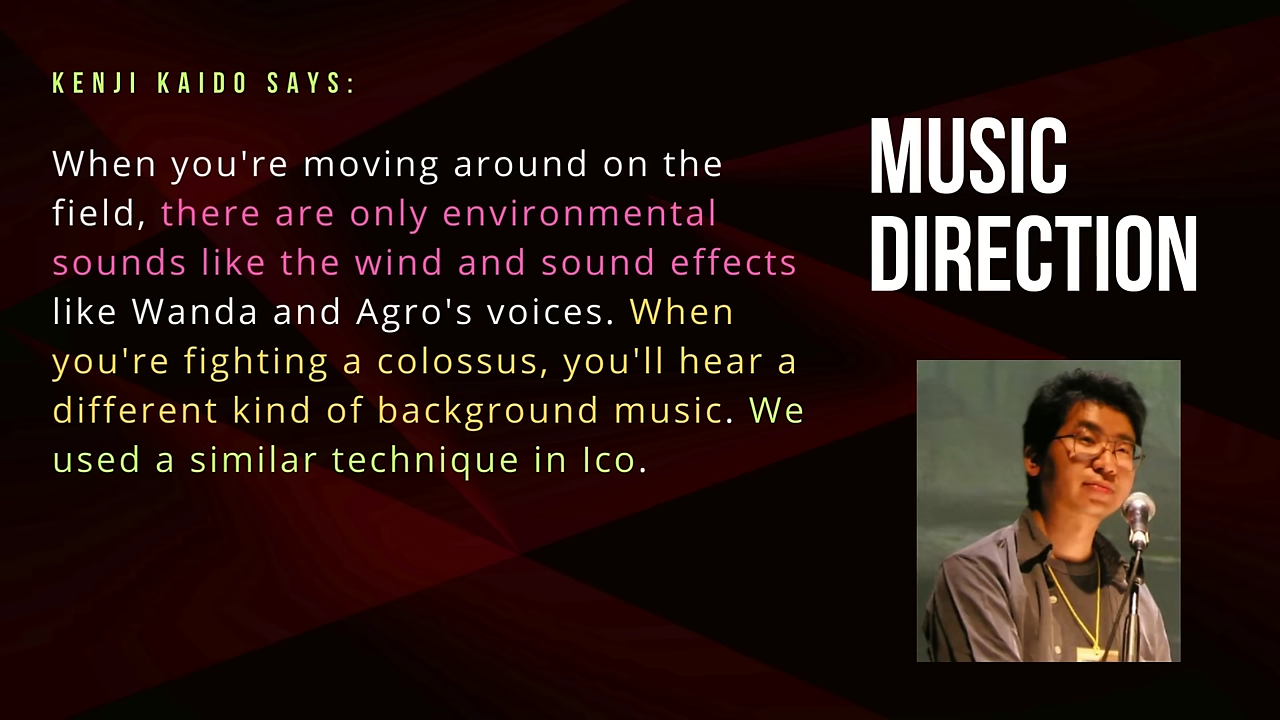 KENJI KAIDO SAYS:
When you're moving around on the
field, there are only environmental
sounds like the wind and sound effects
like Wanda and Agro's voices. When
you're fighting a colossus, you'll hear a
different kind of background music. We
used a similar technique in Ico.
MUSIC
DIRECTION